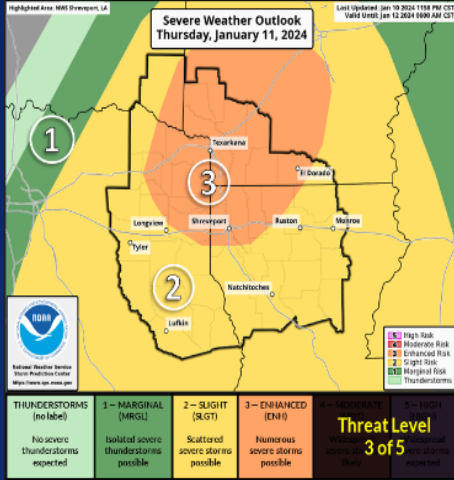 Highlighted Area: NWS Shreveport, LA
Severe Weather Outlook
Thursday, January 11, 2024
Last Updated: Jan 10 2024 1158 PM CST
Valid Until: Jan 12 2024 0600 AM CST
1
Texarkana
3
El Dorado
Longview
Shreveport
Ruston
Monroe
Tyler
2
Natchitoches
Lufkin
NOAA
National Weather Service
Storm Prediction Center
https://www.spc.noaa.gov
5 High Risk
4 Moderate Risk
3 Enhanced Risk
2 Slight Risk
1 Marginal Risk
Thunderstorms
THUNDERSTORMS
(no label)
No severe
thunderstorms
expected
1 – MARGINAL
(MRGL)
Isolated severe
thunderstorms
possible
2 – SLIGHT
(SLGT)
Scattered
severe storms
possible
3 – ENHANCED
(ENH)
Numerous
severe storms
possible
4 – MODERATE
likely
5 – HIGH
expected
Threat Level
3 of 5